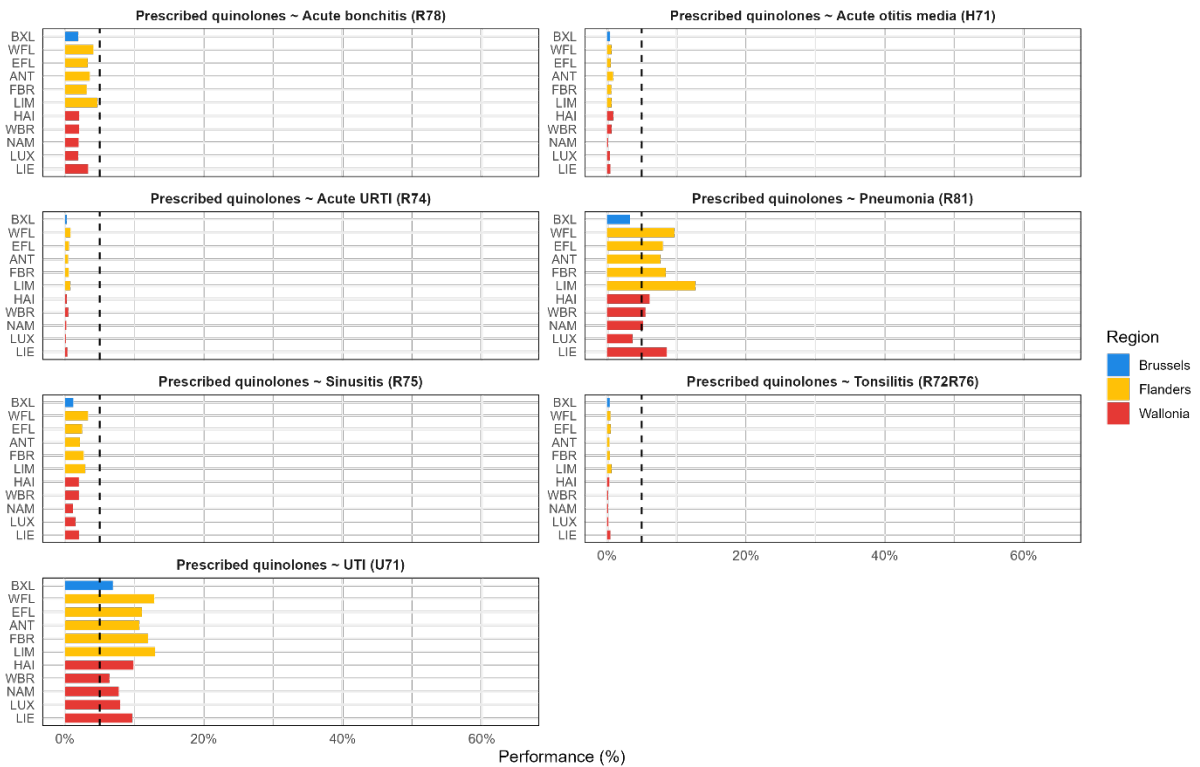 Prescribed quinolones ~ Acute bonchitis (R78)
BXL
WFL
EFL
ANT
FBR
LIM
HAI
WBR
NAM
LUX
LIE
Prescribed quinolones ~ Acute otitis media (H71)
BXL
WFL
EFL
ANT
FBR
LIM
HAI
WBR
NAM
LUX
LIE
Prescribed quinolones ~ Acute URTI (R74)
BXL
WFL
EFL
ANT
FBR
LIM
HAI
WBR
NAM
LUX
LIE
Prescribed quinolones ~ Pneumonia (R81)
BXL
WFL
EFL
ANT
FBR
LIM
HAI
WBR
NAM
LUX
LIE
Prescribed quinolones ~ Sinusitis (R75)
BXL
WFL
EFL
ANT
FBR
LIM
HAI
WBR
NAM
LUX
LIE
Prescribed quinolones ~ Tonsilitis (R72R76)
BXL
WFL
EFL
ANT
FBR
LIM
HAI
WBR
NAM
LUX
LIE
0% 20% 40% 60%
Prescribed quinolones ~ UTI (U71)
BXL
WFL
EFL
ANT
FBR
LIM
HAI
WBR
NAM
LUX
LIE
0% 20% 40% 60%
Performance (%)
Region
Brussels
Flanders
Wallonia